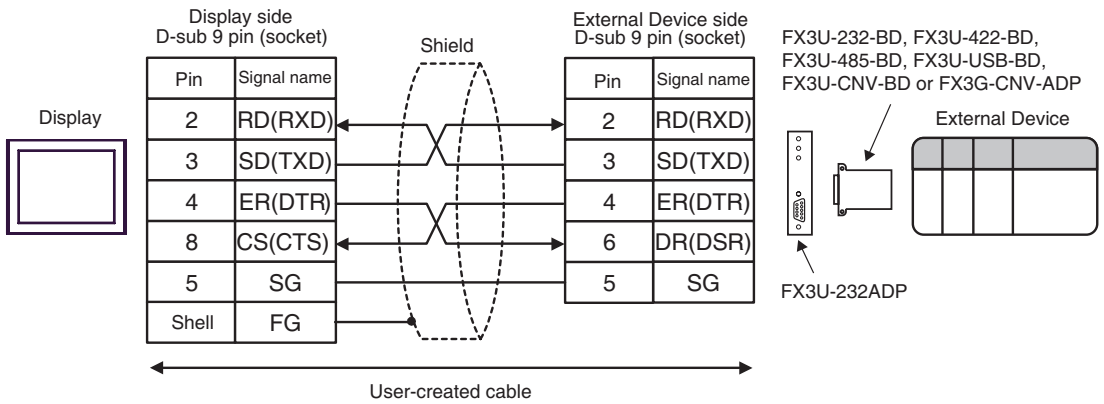 Display side
D-sub 9 pin (socket)
Shield
External Device side
D-sub 9 pin (socket)
FX3U-232-BD, FX3U-422-BD,
FX3U-485-BD, FX3U-USB-BD,
FX3U-CNV-BD or FX3G-CNV-ADP
Display
External Device
Pin Signal name
2 RD(RXD)
3 SD(TXD)
4 ER(DTR)
8 CS(CTS)
5 SG
Shell FG
Pin Signal name
2 RD(RXD)
3 SD(TXD)
4 ER(DTR)
6 DR(DSR)
5 SG
FX3U-232ADP
User-created cable